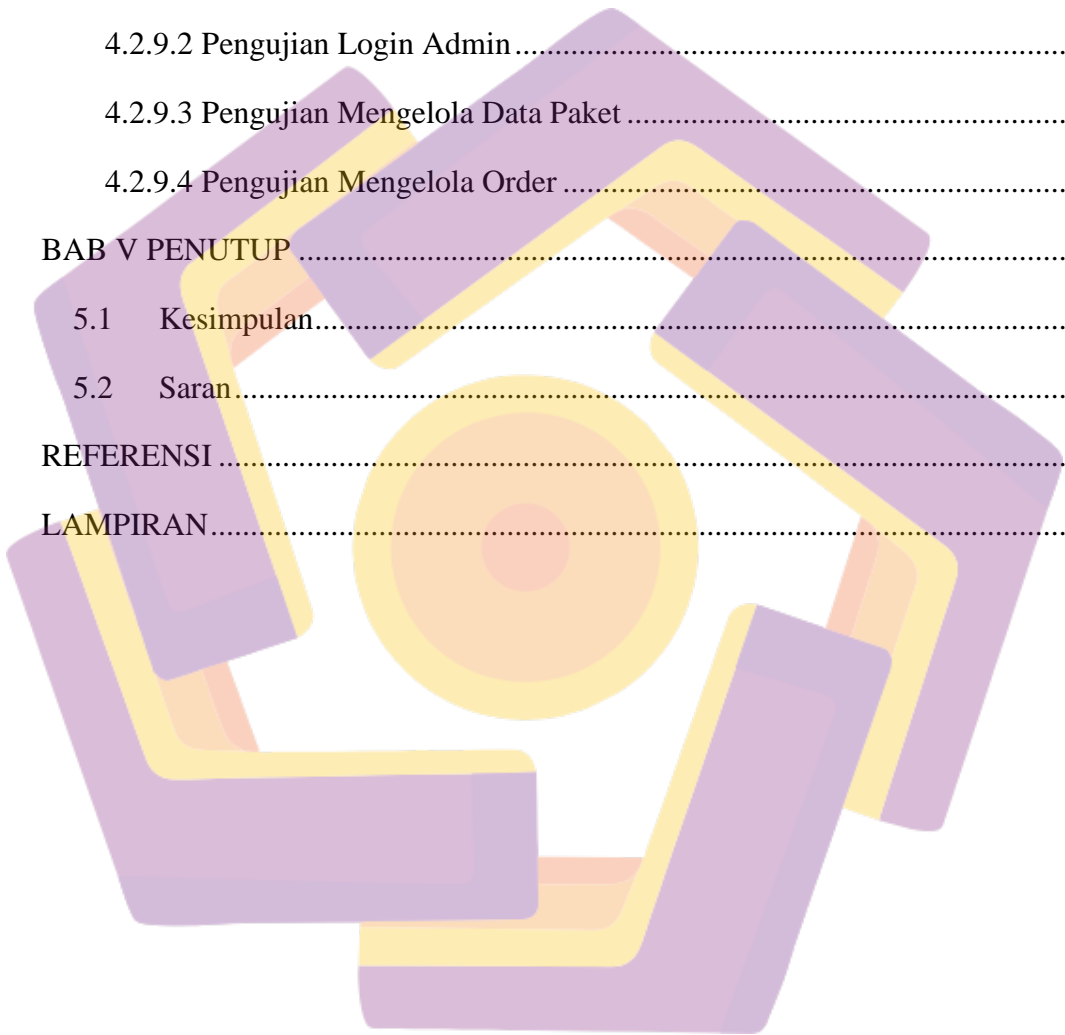 4.2.9.2 Pengujian Login Admin......................................................................
4.2.9.3 Pengujian Mengelola Data Paket.......................................................
4.2.9.4 Pengujian Mengelola Order...............................................................
BAB V PENUTUP................................................................................................
5.1 Kesimpulan...............................................................................................
5.2 Saran.........................................................................................................
REFERENSI..........................................................................................................
LAMPIRAN...........................................................................................................